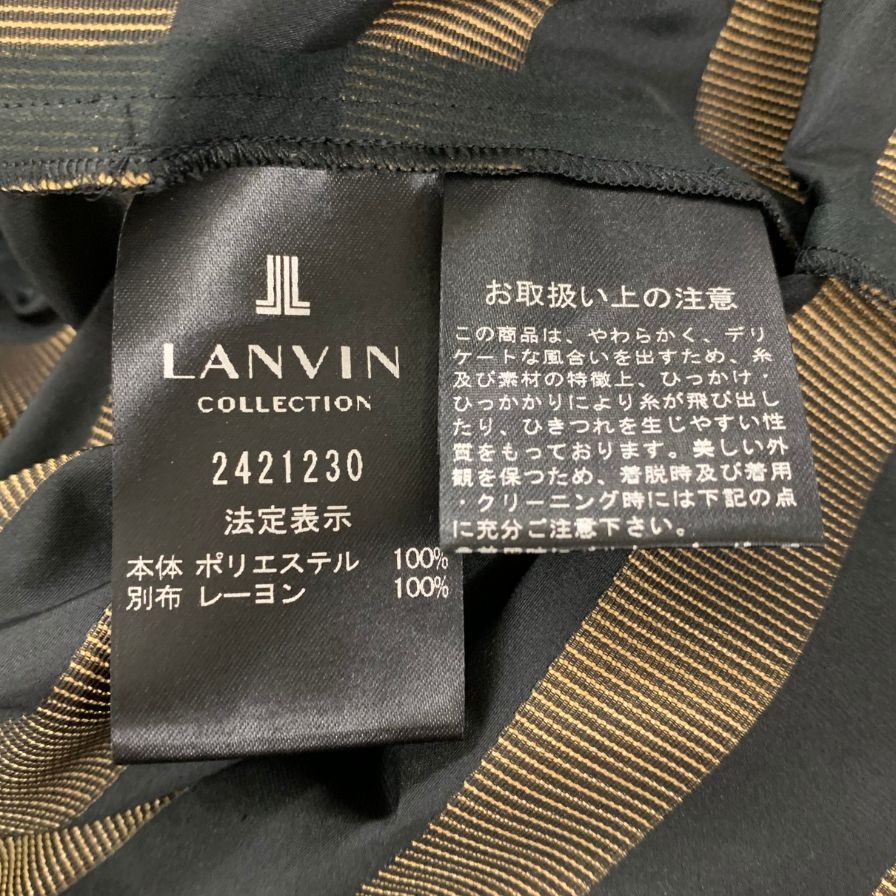 LANVIN
COLLECTION
2421230
法定表示
本体 ポリエステル 100%
別布 レーヨン 100%
お取扱い上の注意
この商品は、やわらかく、デリ
ケートな風合いを出すため、糸
及び素材の特徴上、ひっかけ・
ひっかかりにより糸が飛び出し
たり、ひきつれを生じやすい性
質をもっております。美しい外
観を保つため、着脱時及び着用
・クリーニング時には下記の点
に充分ご注意下さい。